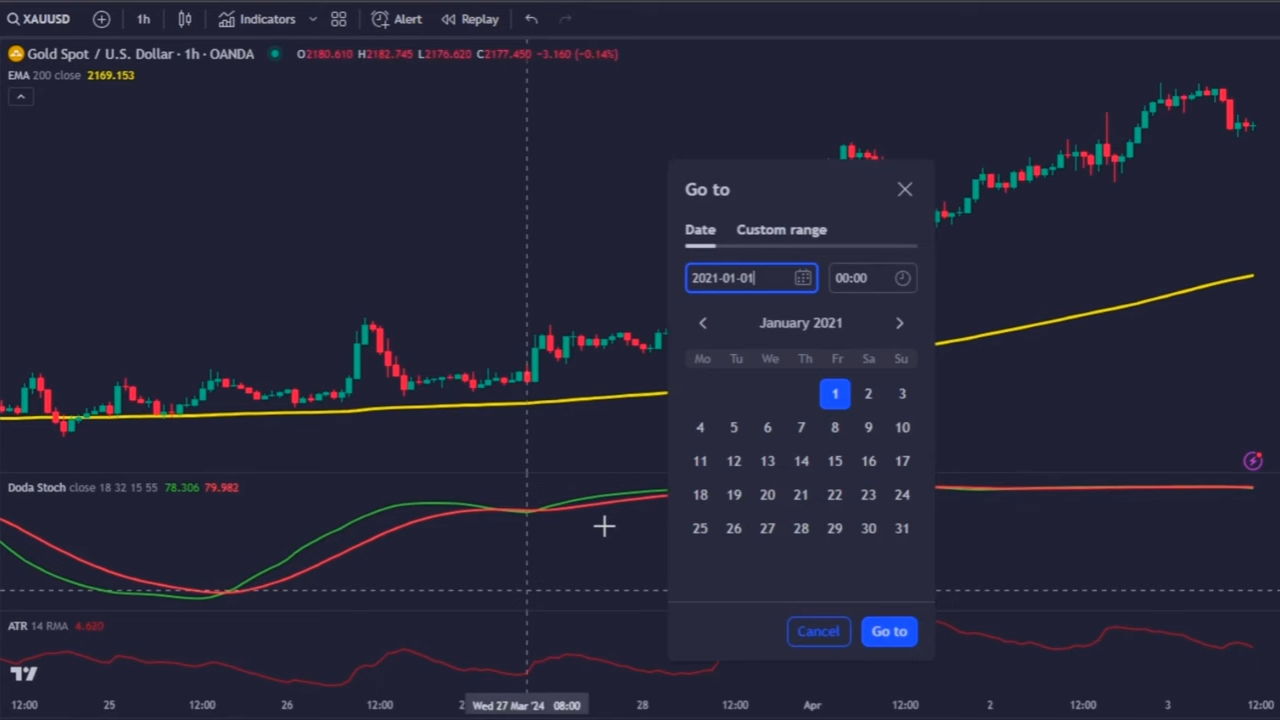 XAUUSD 1h Indicators Alert Replay
Gold Spot / U.S. Dollar · 1h · OANDA O2180.610 H2182.745 L2176.620 C2177.450 −3.160 (−0.14%)
EMA 200 close 2169.153
Go to
Date Custom range
2021-01-01 00:00
January 2021
Mo Tu We Th Fr Sa Su
1 2 3
4 5 6 7 8 9 10
11 12 13 14 15 16 17
18 19 20 21 22 23 24
25 26 27 28 29 30 31
Cancel Go to
Doda Stoch close 18 32 15 55 78.306 79.982
ATR 14 RMA 4.620
12:00 25 12:00 26 12:00 2 Wed 27 Mar '24 08:00 28 12:00 Apr 12:00 2 12:00 3 12:00